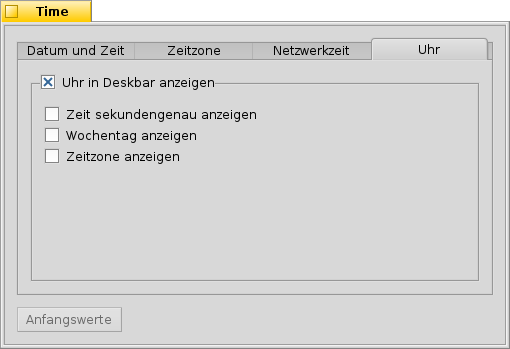 Time
Datum und Zeit Zeitzone Netzwerkzeit Uhr
Uhr in Deskbar anzeigen
Zeit sekundengenau anzeigen
Wochentag anzeigen
Zeitzone anzeigen
Anfangswerte